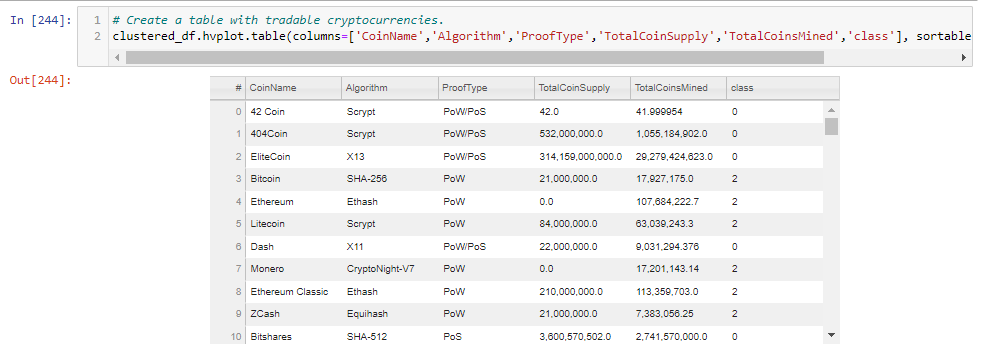 In [244]: 1 # Create a table with tradable cryptocurrencies.
2 clustered_df.hvplot.table(columns=['CoinName','Algorithm','ProofType','TotalCoinSupply','TotalCoinsMined','class'], sortable
Out[244]:
# CoinName Algorithm ProofType TotalCoinSupply TotalCoinsMined class
0 42 Coin Scrypt PoW/PoS 42.0 41.999954 0
1 404Coin Scrypt PoW/PoS 532,000,000.0 1,055,184,902.0 0
2 EliteCoin X13 PoW/PoS 314,159,000,000.0 29,279,424,623.0 0
3 Bitcoin SHA-256 PoW 21,000,000.0 17,927,175.0 2
4 Ethereum Ethash PoW 0.0 107,684,222.7 2
5 Litecoin Scrypt PoW 84,000,000.0 63,039,243.3 2
6 Dash X11 PoW/PoS 22,000,000.0 9,031,294.376 0
7 Monero CryptoNight-V7 PoW 0.0 17,201,143.14 2
8 Ethereum Classic Ethash PoW 210,000,000.0 113,359,703.0 2
9 ZCash Equihash PoW 21,000,000.0 7,383,056.25 2
10 Bitshares SHA-512 PoS 3,600,570,502.0 2,741,570,000.0 0